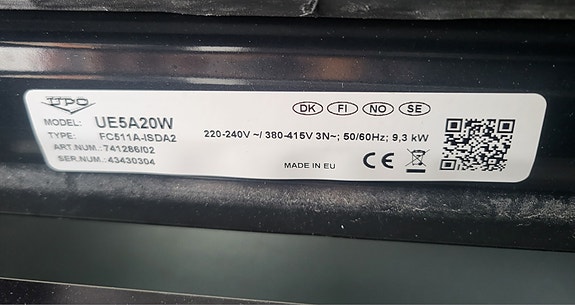 UPO
MODEL: UE5A20W
TYPE: FC511A-ISDA2
ART.NUM.: 741286/02
SER.NUM.: 43430304
DK FI NO SE
220-240V ~/ 380-415V 3N~; 50/60Hz; 9,3 kW
MADE IN EU
CE